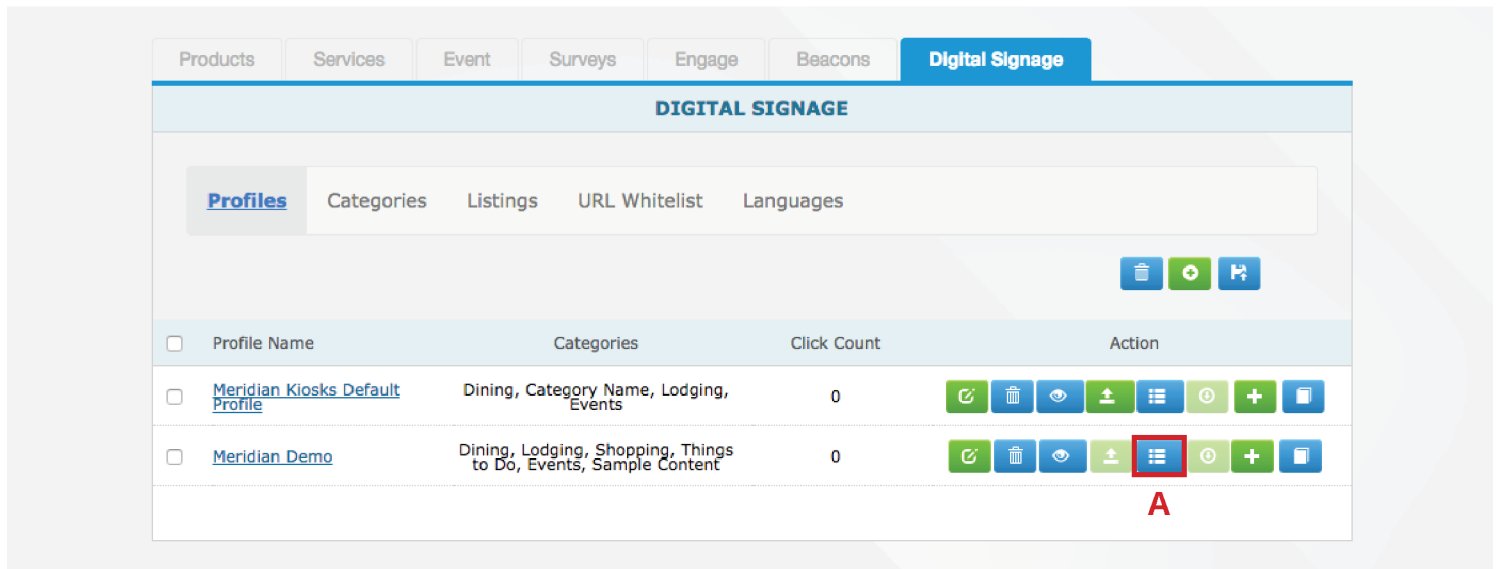 Products Services Event Surveys Engage Beacons Digital Signage
DIGITAL SIGNAGE
Profiles Categories Listings URL Whitelist Languages
Profile Name Categories Click Count Action
Meridian Kiosks Default Profile
Dining, Category Name, Lodging, Events
0
Meridian Demo
Dining, Lodging, Shopping, Things to Do, Events, Sample Content
0
A